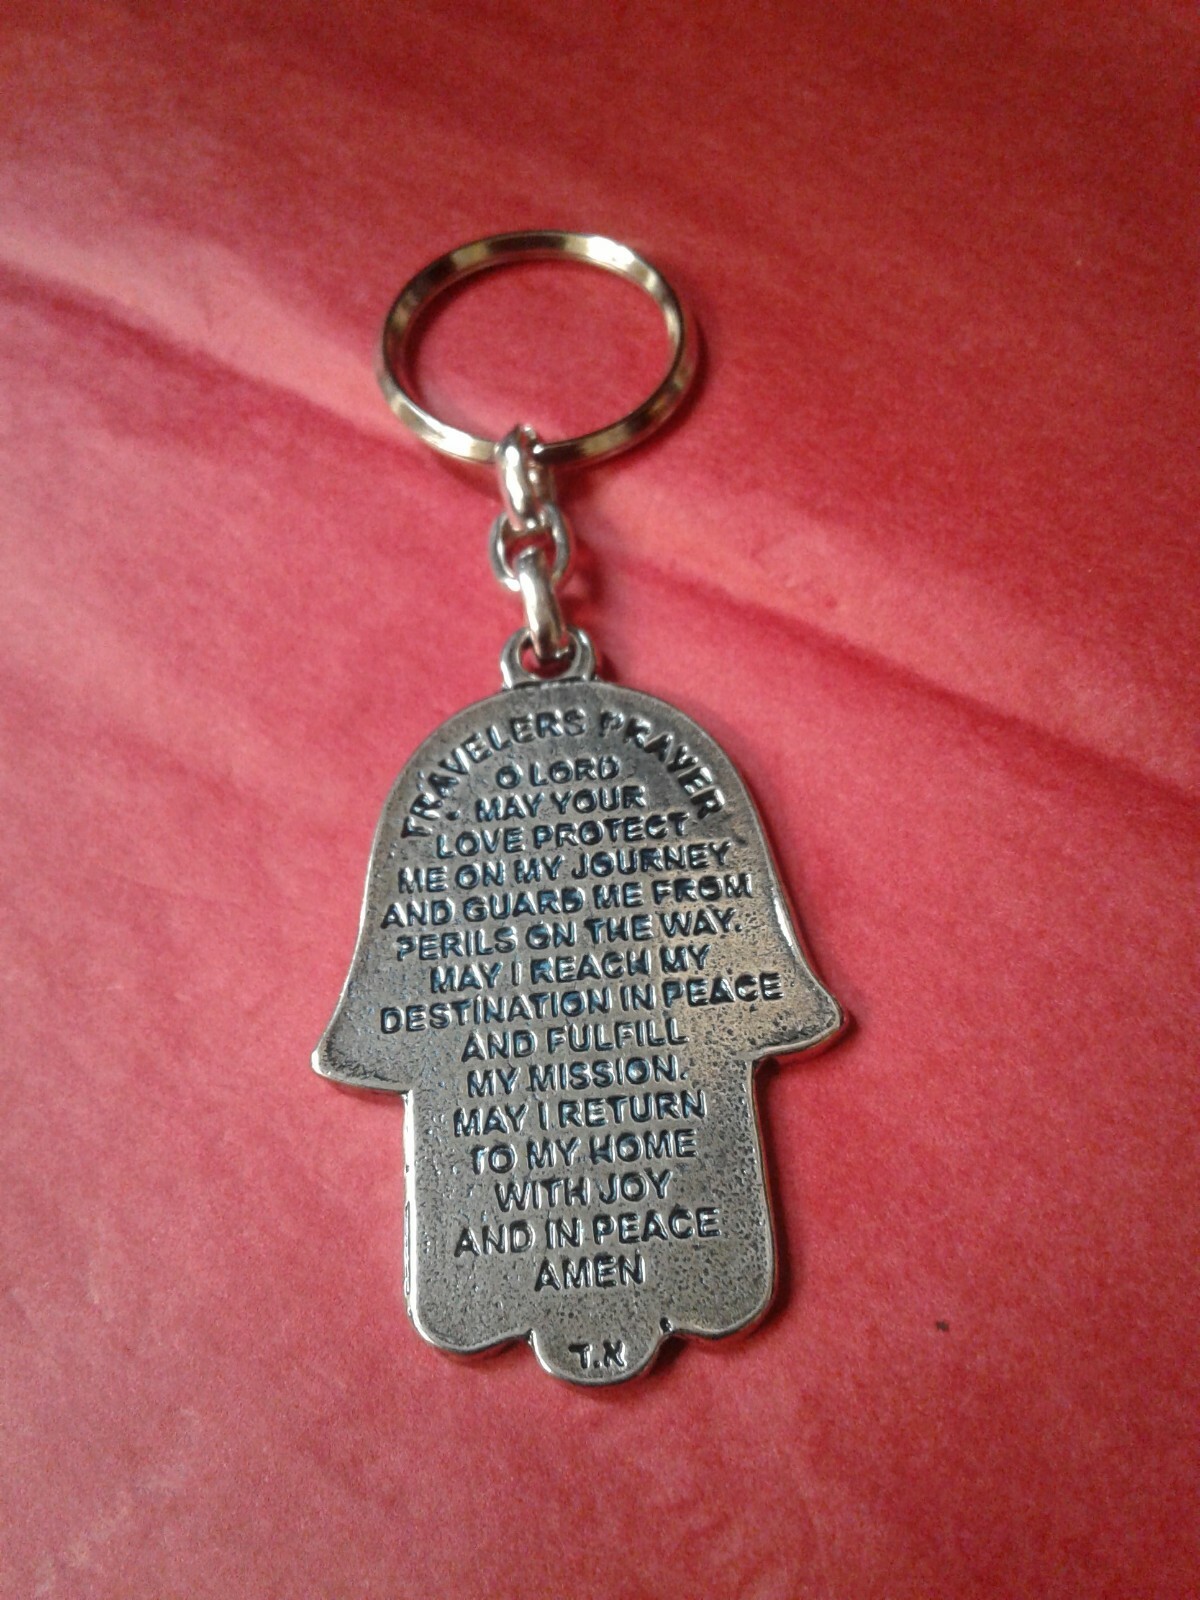 TRAVELERS PRAYER
O LORD
MAY YOUR
LOVE PROTECT
ME ON MY JOURNEY
AND GUARD ME FROM
PERILS ON THE WAY.
MAY I REACH MY
DESTINATION IN PEACE
AND FULFILL
MY MISSION.
MAY I RETURN
TO MY HOME
WITH JOY
AND IN PEACE
AMEN
א.ד